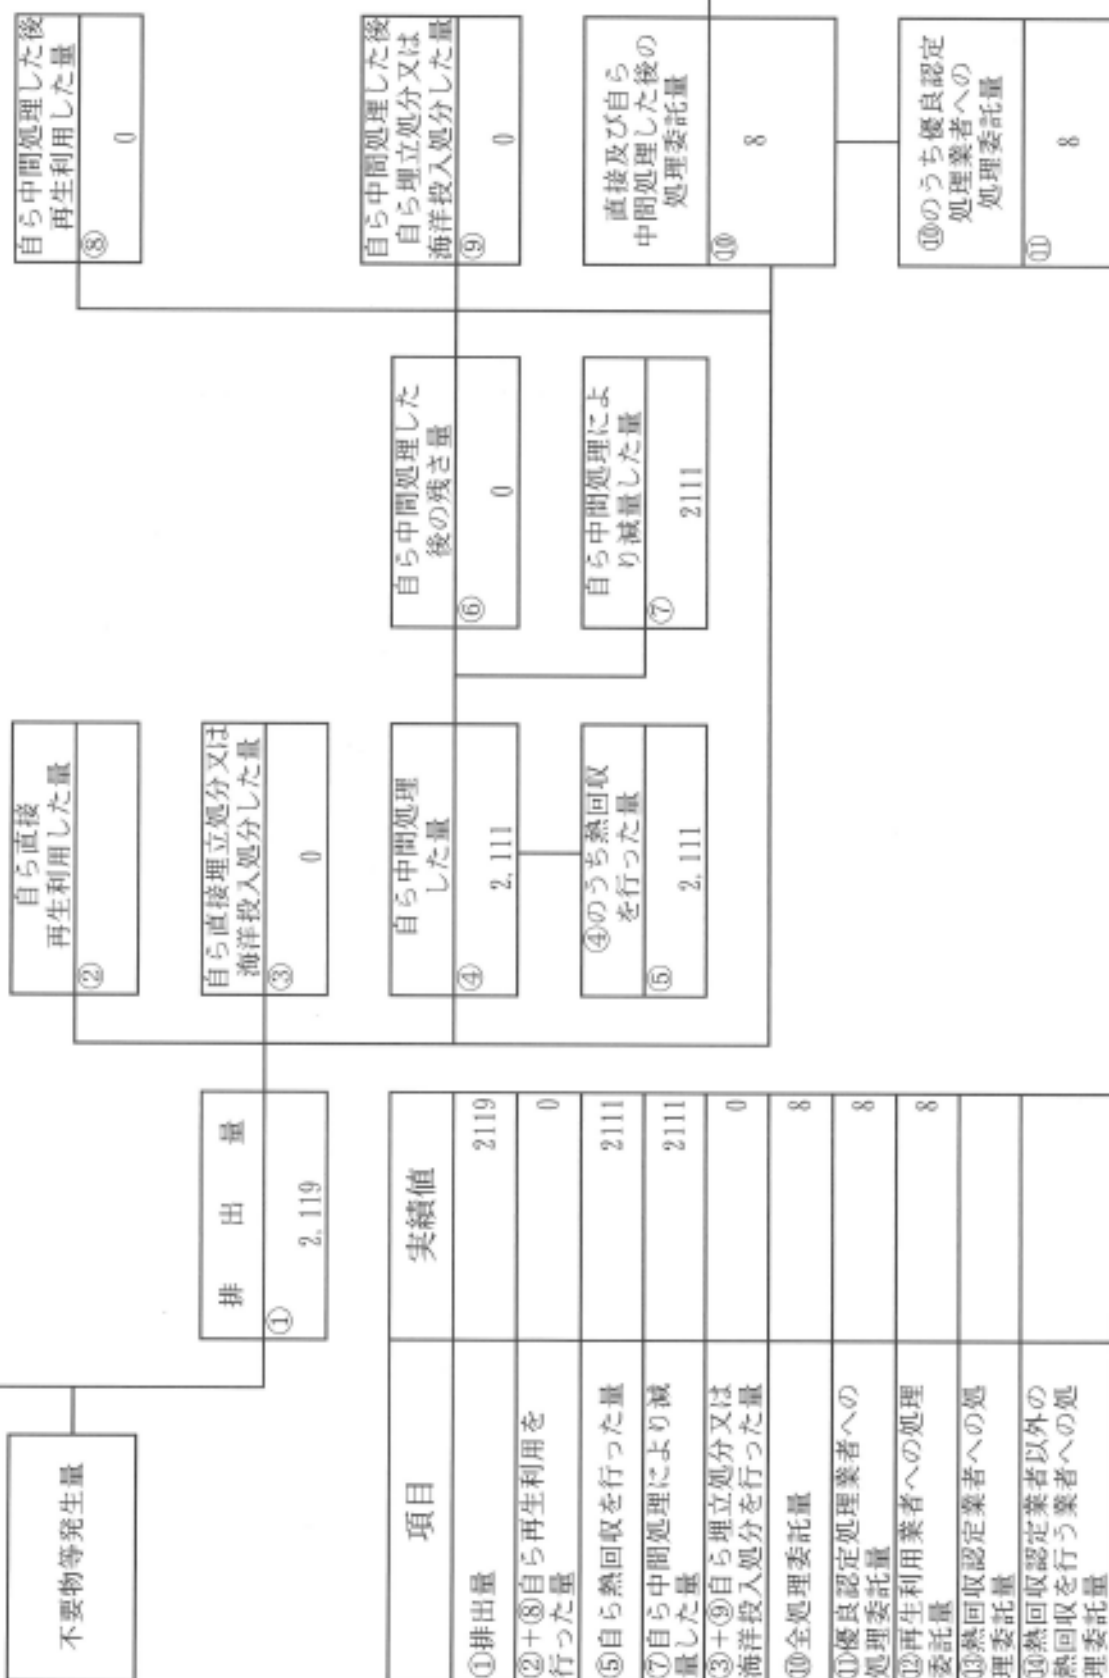 不要物等発生量
排 出 量
① 2,119
自ら直接
再生利用した量
②
自ら直接埋立処分又は
海洋投入処分した量
③ 0
自ら中間処理
した量
④ 2,111
④のうち熱回収
を行った量
⑤ 2,111
自ら中間処理した
後の残さ量
⑥ 0
自ら中間処理によ
り減量した量
⑦ 2111
自ら中間処理した後
再生利用した量
⑧ 0
自ら中間処理した後
自ら埋立処分又は
海洋投入処分した量
⑨ 0
直接及び自ら
中間処理した後の
処理委託量
⑩ 8
⑩のうち優良認定
処理業者への
処理委託量
⑪ 8
項目 実績値
①排出量 2119
②+⑧自ら再生利用を
行った量 0
⑤自ら熱回収を行った量 2111
⑦自ら中間処理により減
量した量 2111
③+⑨自ら埋立処分又は
海洋投入処分を行った量 0
⑩全処理委託量 8
⑪優良認定処理業者への
処理委託量 8
⑫再生利用業者への処理
委託量 8
⑬熱回収認定業者への処
理委託量
⑭熱回収認定業者以外の
熱回収を行う業者への処
理委託量